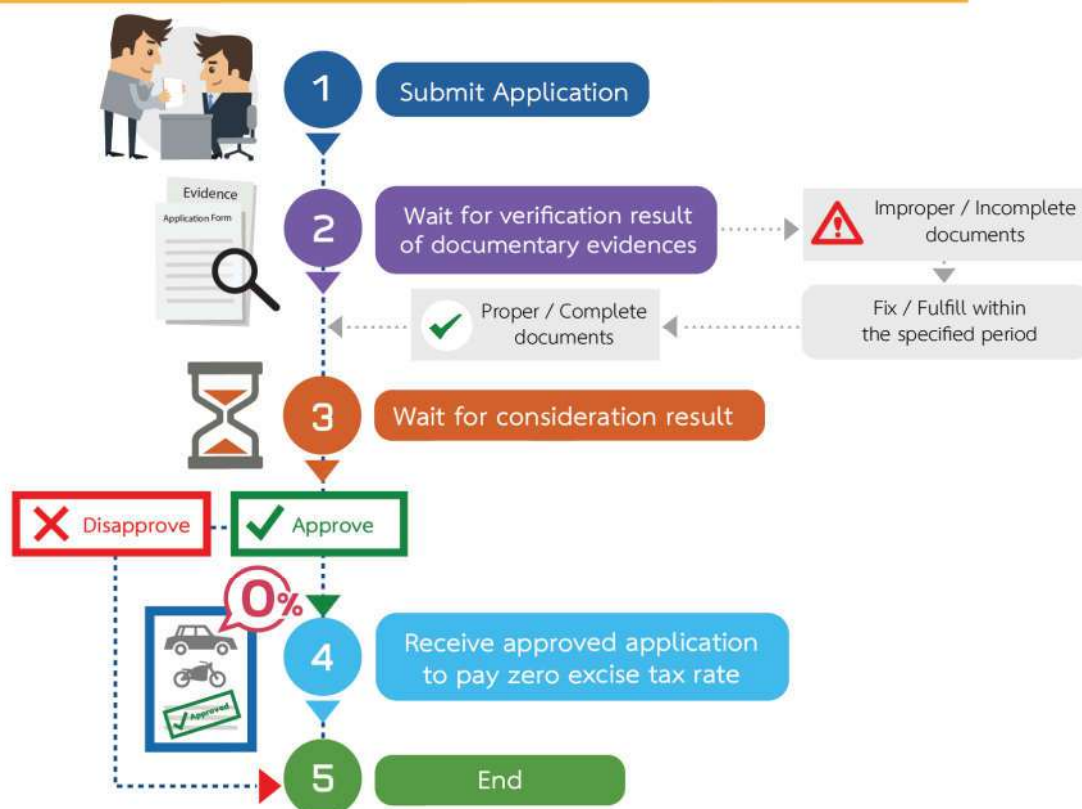 1
Submit Application
Evidence
Application Form
2
Wait for verification result
of documentary evidences
Improper / Incomplete
documents
Fix / Fulfill within
the specified period
Proper / Complete
documents
3
Wait for consideration result
Disapprove
Approve
0%
Approved
4
Receive approved application
to pay zero excise tax rate
5
End